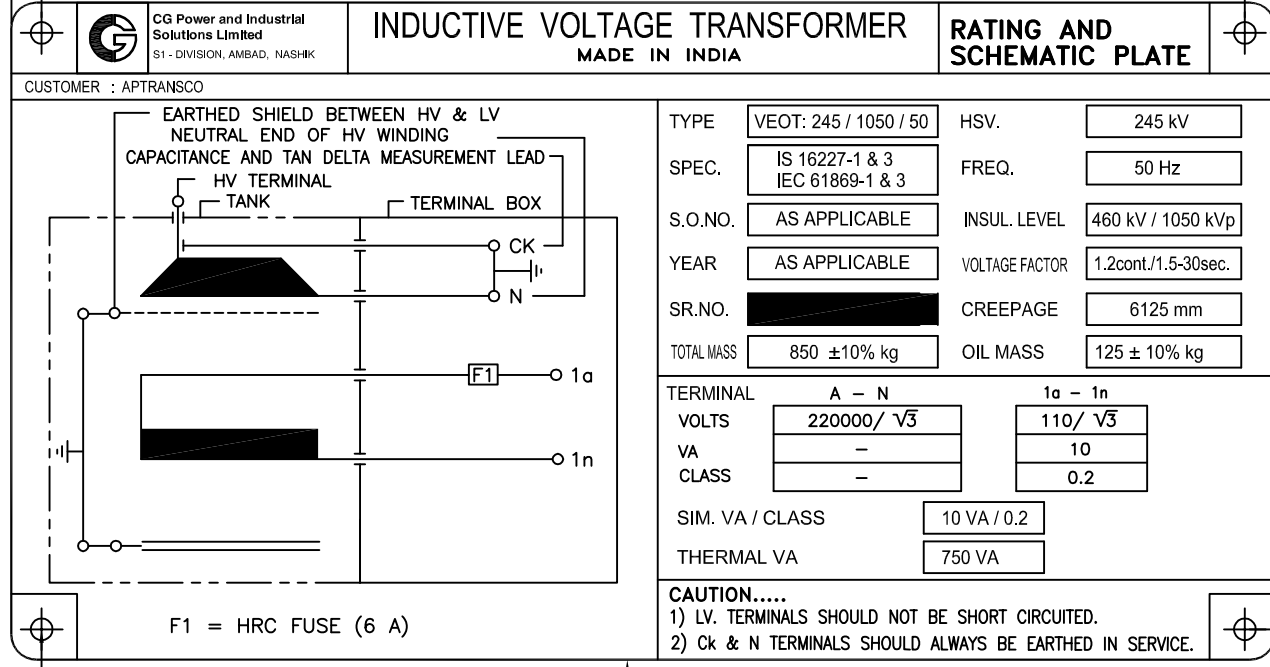 CG Power and Industrial
Solutions Limited
S1 - DIVISION, AMBAD, NASHIK
INDUCTIVE VOLTAGE TRANSFORMER
MADE IN INDIA
RATING AND
SCHEMATIC PLATE
CUSTOMER : APTRANSCO
EARTHED SHIELD BETWEEN HV & LV
NEUTRAL END OF HV WINDING
CAPACITANCE AND TAN DELTA MEASUREMENT LEAD
HV TERMINAL
TANK
TERMINAL BOX
CK
N
F1
1a
1n
F1 = HRC FUSE (6 A)
TYPE VEOT: 245 / 1050 / 50 HSV. 245 kV
SPEC. IS 16227-1 & 3
IEC 61869-1 & 3 FREQ. 50 Hz
S.O.NO. AS APPLICABLE INSUL. LEVEL 460 kV / 1050 kVp
YEAR AS APPLICABLE VOLTAGE FACTOR 1.2cont./1.5-30sec.
SR.NO. CREEPAGE 6125 mm
TOTAL MASS 850 ±10% kg OIL MASS 125 ± 10% kg
TERMINAL A – N 1a – 1n
VOLTS 220000/ √3 110/ √3
VA – 10
CLASS – 0.2
SIM. VA / CLASS 10 VA / 0.2
THERMAL VA 750 VA
CAUTION.....
1) LV. TERMINALS SHOULD NOT BE SHORT CIRCUITED.
2) Ck & N TERMINALS SHOULD ALWAYS BE EARTHED IN SERVICE.